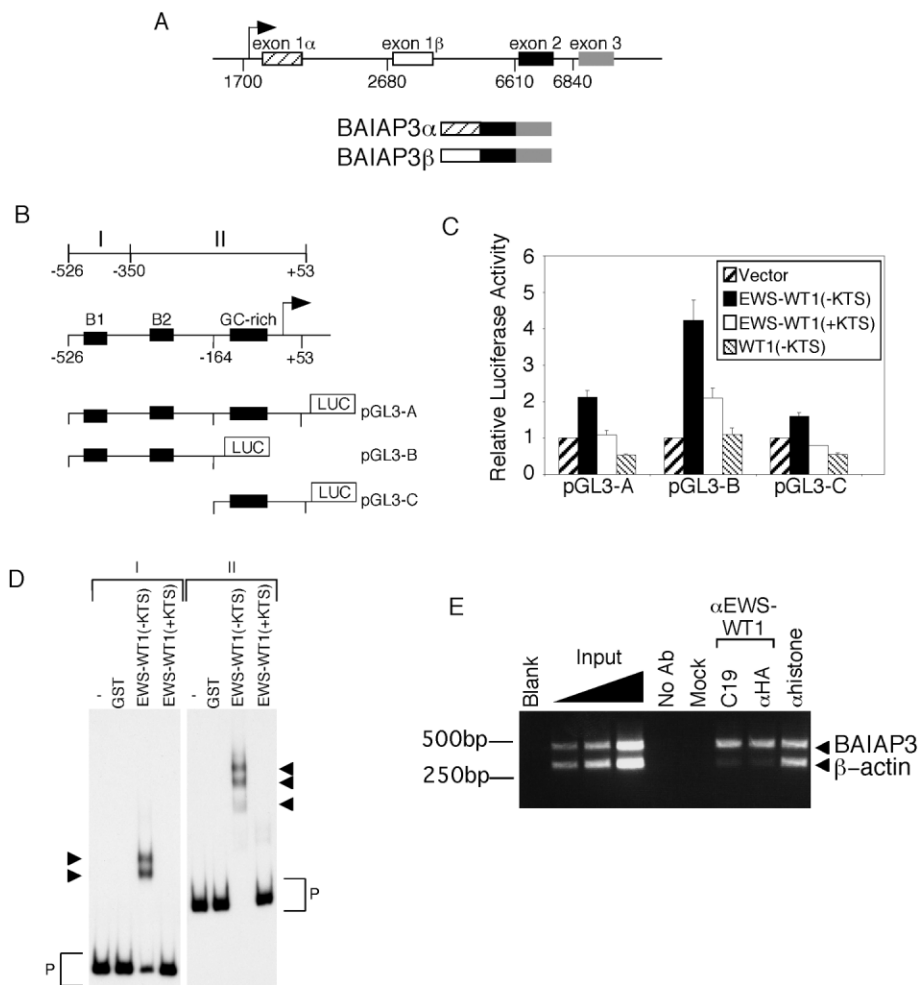 A
exon 1α exon 1β exon 2 exon 3
1700 2680 6610 6840
BAIAP3α
BAIAP3β
B
I II
-526 -350 +53
B1 B2 GC-rich
-526 -164 +53
LUC pGL3-A
LUC pGL3-B
LUC pGL3-C
C
Relative Luciferase Activity
6
5
4
3
2
1
0
Vector
EWS-WT1(-KTS)
EWS-WT1(+KTS)
WT1(-KTS)
pGL3-A pGL3-B pGL3-C
D
I II
-
GST
EWS-WT1(-KTS)
EWS-WT1(+KTS)
-
GST
EWS-WT1(-KTS)
EWS-WT1(+KTS)
P
P
E
αEWS-
WT1
Blank
Input
No Ab
Mock
C19
αHA
αhistone
500bp
250bp
BAIAP3
β-actin